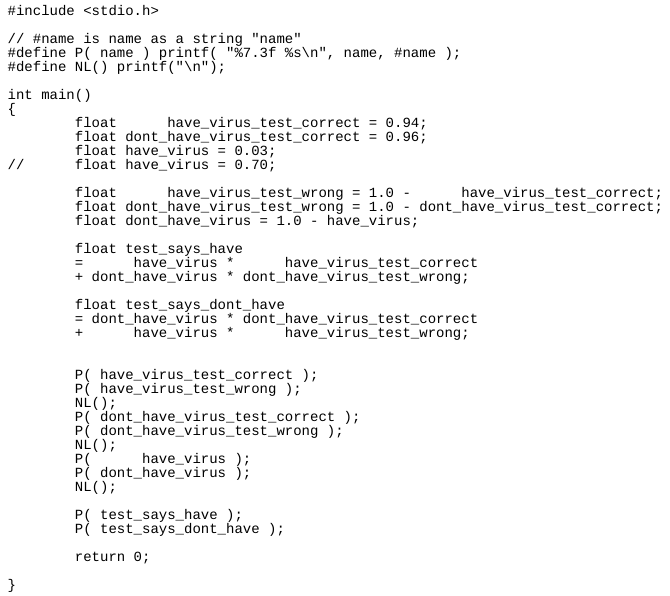 #include <stdio.h>

// #name is name as a string "name"
#define P( name ) printf( "%7.3f %s\n", name, #name );
#define NL() printf("\n");

int main()
{
        float      have_virus_test_correct = 0.94;
        float dont_have_virus_test_correct = 0.96;
        float have_virus = 0.03;
//      float have_virus = 0.70;

        float      have_virus_test_wrong = 1.0 -      have_virus_test_correct;
        float dont_have_virus_test_wrong = 1.0 - dont_have_virus_test_correct;
        float dont_have_virus = 1.0 - have_virus;

        float test_says_have
        =      have_virus *      have_virus_test_correct
        + dont_have_virus * dont_have_virus_test_wrong;

        float test_says_dont_have
        = dont_have_virus * dont_have_virus_test_correct
        +      have_virus *      have_virus_test_wrong;


        P( have_virus_test_correct );
        P( have_virus_test_wrong );
        NL();
        P( dont_have_virus_test_correct );
        P( dont_have_virus_test_wrong );
        NL();
        P(      have_virus );
        P( dont_have_virus );
        NL();

        P( test_says_have );
        P( test_says_dont_have );

        return 0;

}